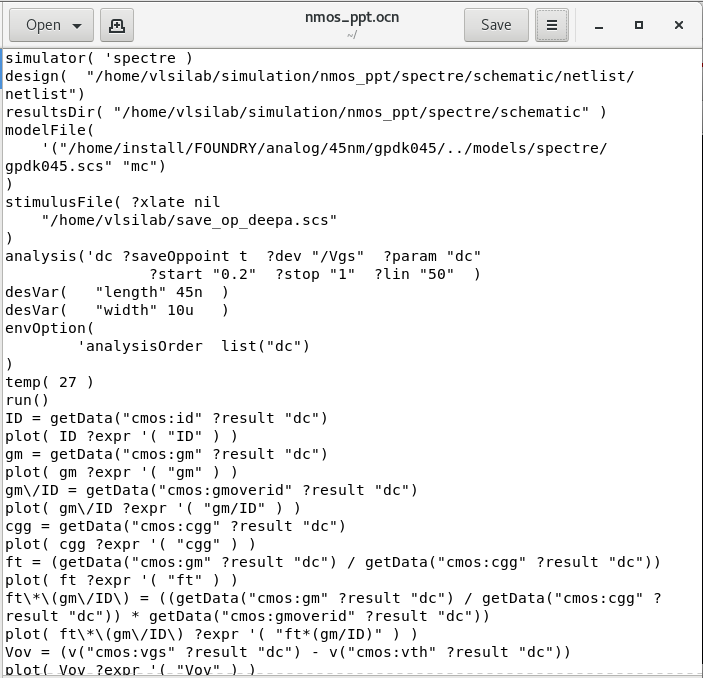 Open
nmos_ppt.ocn
~/
Save
simulator( 'spectre )
design(  "/home/vlsilab/simulation/nmos_ppt/spectre/schematic/netlist/
netlist")
resultsDir( "/home/vlsilab/simulation/nmos_ppt/spectre/schematic" )
modelFile(
    '("/home/install/FOUNDRY/analog/45nm/gpdk045/../models/spectre/
gpdk045.scs" "mc")
)
stimulusFile( ?xlate nil
    "/home/vlsilab/save_op_deepa.scs"
)
analysis('dc ?saveOppoint t  ?dev "/Vgs"  ?param "dc"
                ?start "0.2"  ?stop "1"  ?lin "50"  )
desVar(   "length" 45n  )
desVar(   "width" 10u   )
envOption(
        'analysisOrder  list("dc")
)
temp( 27 )
run()
ID = getData("cmos:id" ?result "dc")
plot( ID ?expr '( "ID" ) )
gm = getData("cmos:gm" ?result "dc")
plot( gm ?expr '( "gm" ) )
gm\/ID = getData("cmos:gmoverid" ?result "dc")
plot( gm\/ID ?expr '( "gm/ID" ) )
cgg = getData("cmos:cgg" ?result "dc")
plot( cgg ?expr '( "cgg" ) )
ft = (getData("cmos:gm" ?result "dc") / getData("cmos:cgg" ?result "dc"))
plot( ft ?expr '( "ft" ) )
ft\*\(gm\/ID\) = ((getData("cmos:gm" ?result "dc") / getData("cmos:cgg" ?
result "dc")) * getData("cmos:gmoverid" ?result "dc"))
plot( ft\*\(gm\/ID\) ?expr '( "ft*(gm/ID)" ) )
Vov = (v("cmos:vgs" ?result "dc") - v("cmos:vth" ?result "dc"))
plot( Vov ?expr '( "Vov" ) )